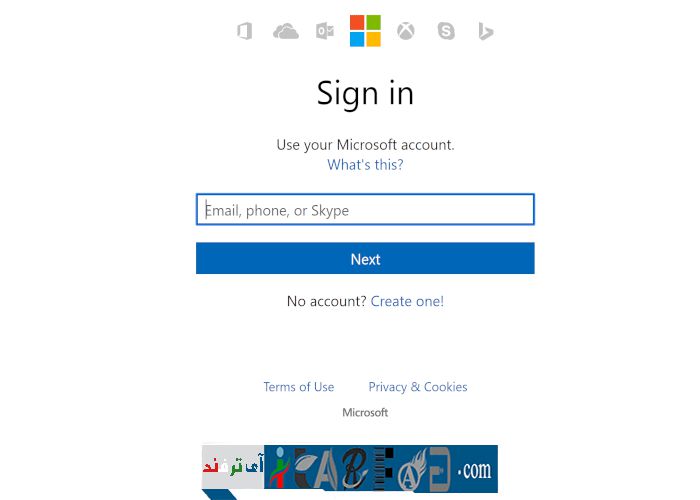 Sign in
Use your Microsoft account.
What's this?
Email, phone, or Skype
Next
No account? Create one!
Terms of Use Privacy & Cookies
Microsoft
آی ترفند
.com